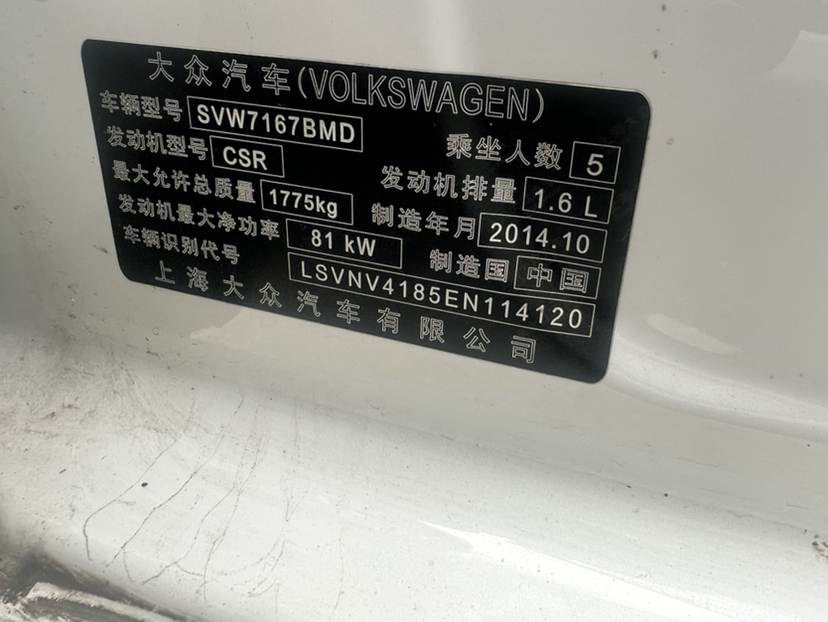 大众汽车(VOLKSWAGEN)
车辆型号 SVW7167BMD 乘坐人数 5
发动机型号 CSR 发动机排量 1.6 L
最大允许总质量 1775kg 制造年月 2014.10
发动机最大净功率 81 kW 制造国 中国
车辆识别代号 LSVNV4185EN114120
上海大众汽车有限公司